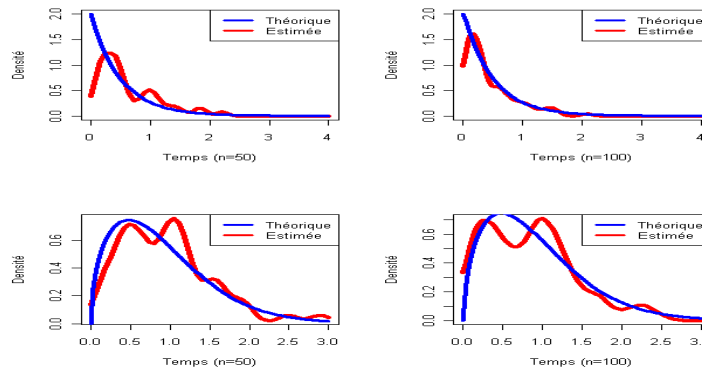 Théorique
Estimée
Densité
0.0 0.5 1.0 1.5 2.0
0 1 2 3 4
Temps (n=50)
Théorique
Estimée
Densité
0.0 0.5 1.0 1.5 2.0
0 1 2 3 4
Temps (n=100)
Théorique
Estimée
Densité
0.0 0.2 0.4 0.6
0.0 0.5 1.0 1.5 2.0 2.5 3.0
Temps (n=50)
Théorique
Estimée
Densité
0.0 0.2 0.4 0.6
0.0 0.5 1.0 1.5 2.0 2.5
Temps (n=100)